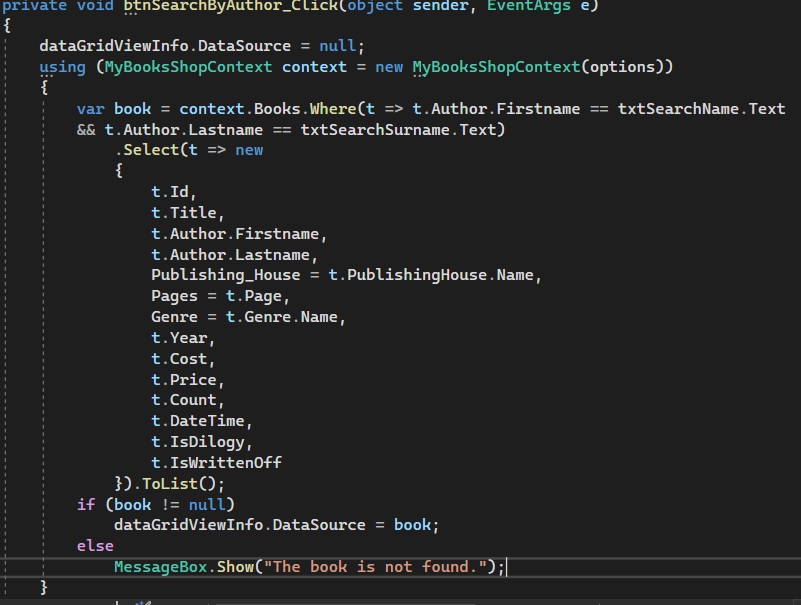 private void btnSearchByAuthor_Click(object sender, EventArgs e)
{
dataGridViewInfo.DataSource = null;
using (MyBooksShopContext context = new MyBooksShopContext(options))
{
var book = context.Books.Where(t => t.Author.Firstname == txtSearchName.Text
&& t.Author.Lastname == txtSearchSurname.Text)
.Select(t => new
{
t.Id,
t.Title,
t.Author.Firstname,
t.Author.Lastname,
Publishing_House = t.PublishingHouse.Name,
Pages = t.Page,
Genre = t.Genre.Name,
t.Year,
t.Cost,
t.Price,
t.Count,
t.DateTime,
t.IsDilogy,
t.IsWrittenOff
}).ToList();
if (book != null)
dataGridViewInfo.DataSource = book;
else
MessageBox.Show("The book is not found.");
}